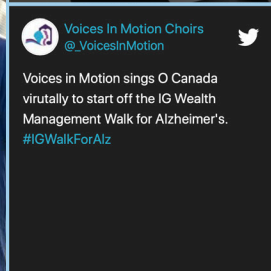 Voices In Motion Choirs
@_VoicesInMotion
Voices in Motion sings O Canada
virutally to start off the IG Wealth
Management Walk for Alzheimer's.
#IGWalkForAlz